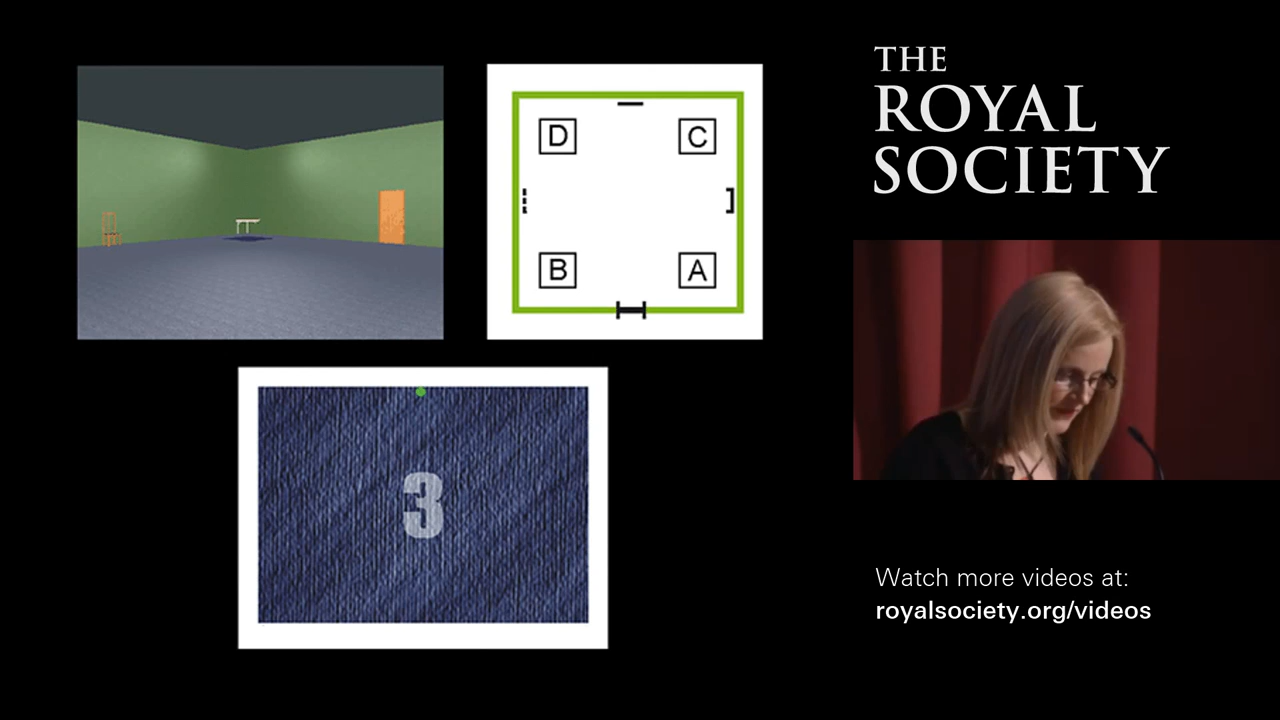 D C
B A
3
THE
ROYAL
SOCIETY
Watch more videos at:
royalsociety.org/videos